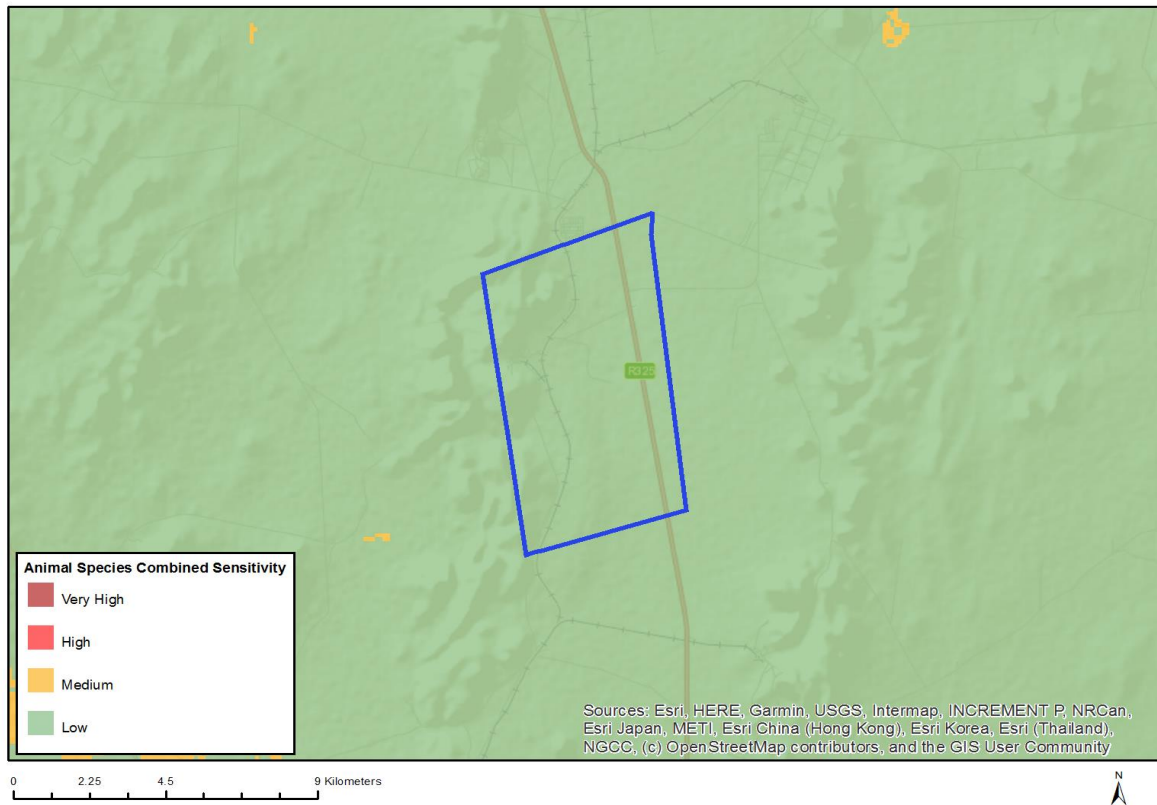 R325
Animal Species Combined Sensitivity
Very High
High
Medium
Low
Sources: Esri, HERE, Garmin, USGS, Intermap, INCREMENT P, NRCan,
Esri Japan, METI, Esri China (Hong Kong), Esri Korea, Esri (Thailand),
NGCC, (c) OpenStreetMap contributors, and the GIS User Community
0 2.25 4.5 9 Kilometers
N